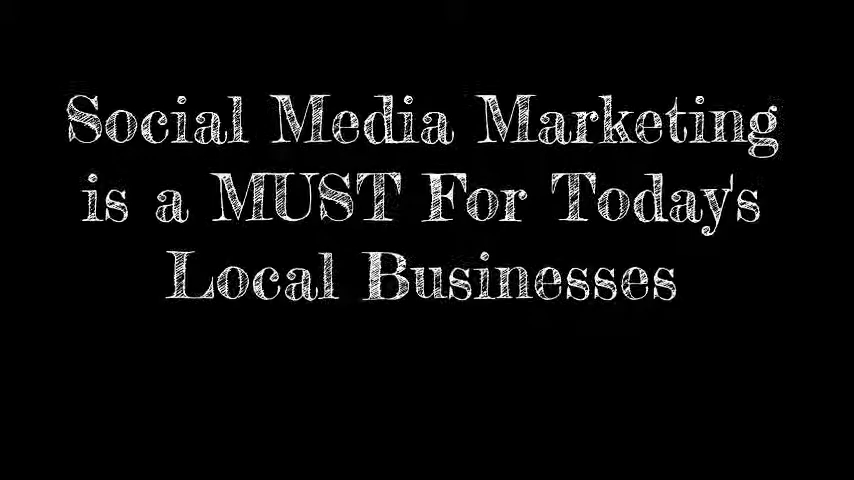 Social Media Marketing
is a MUST For Today's
Local Businesses